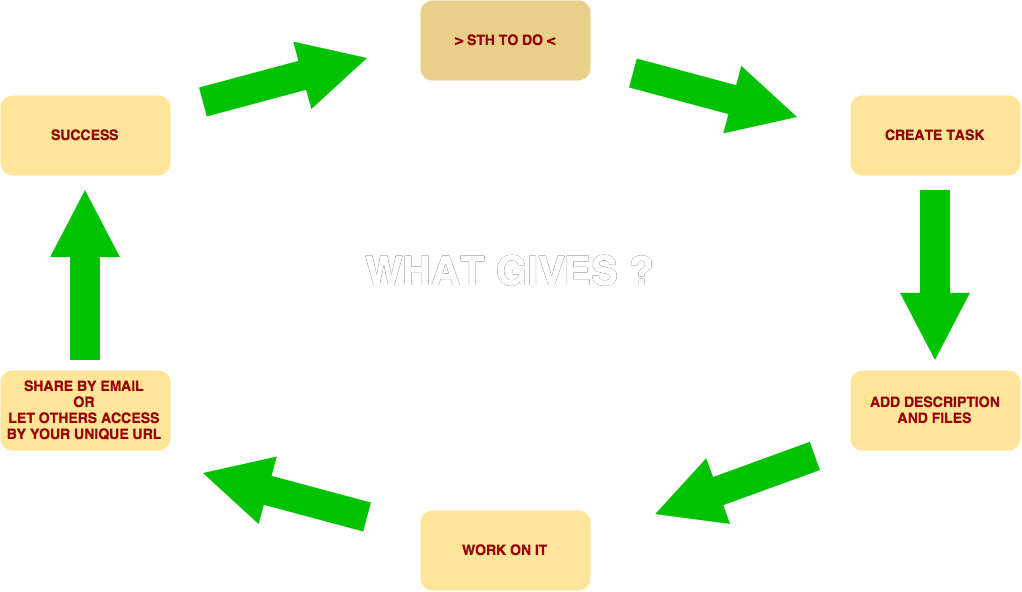 > STH TO DO <
SUCCESS
CREATE TASK
WHAT GIVES ?
SHARE BY EMAIL
OR
LET OTHERS ACCESS
BY YOUR UNIQUE URL
ADD DESCRIPTION
AND FILES
WORK ON IT